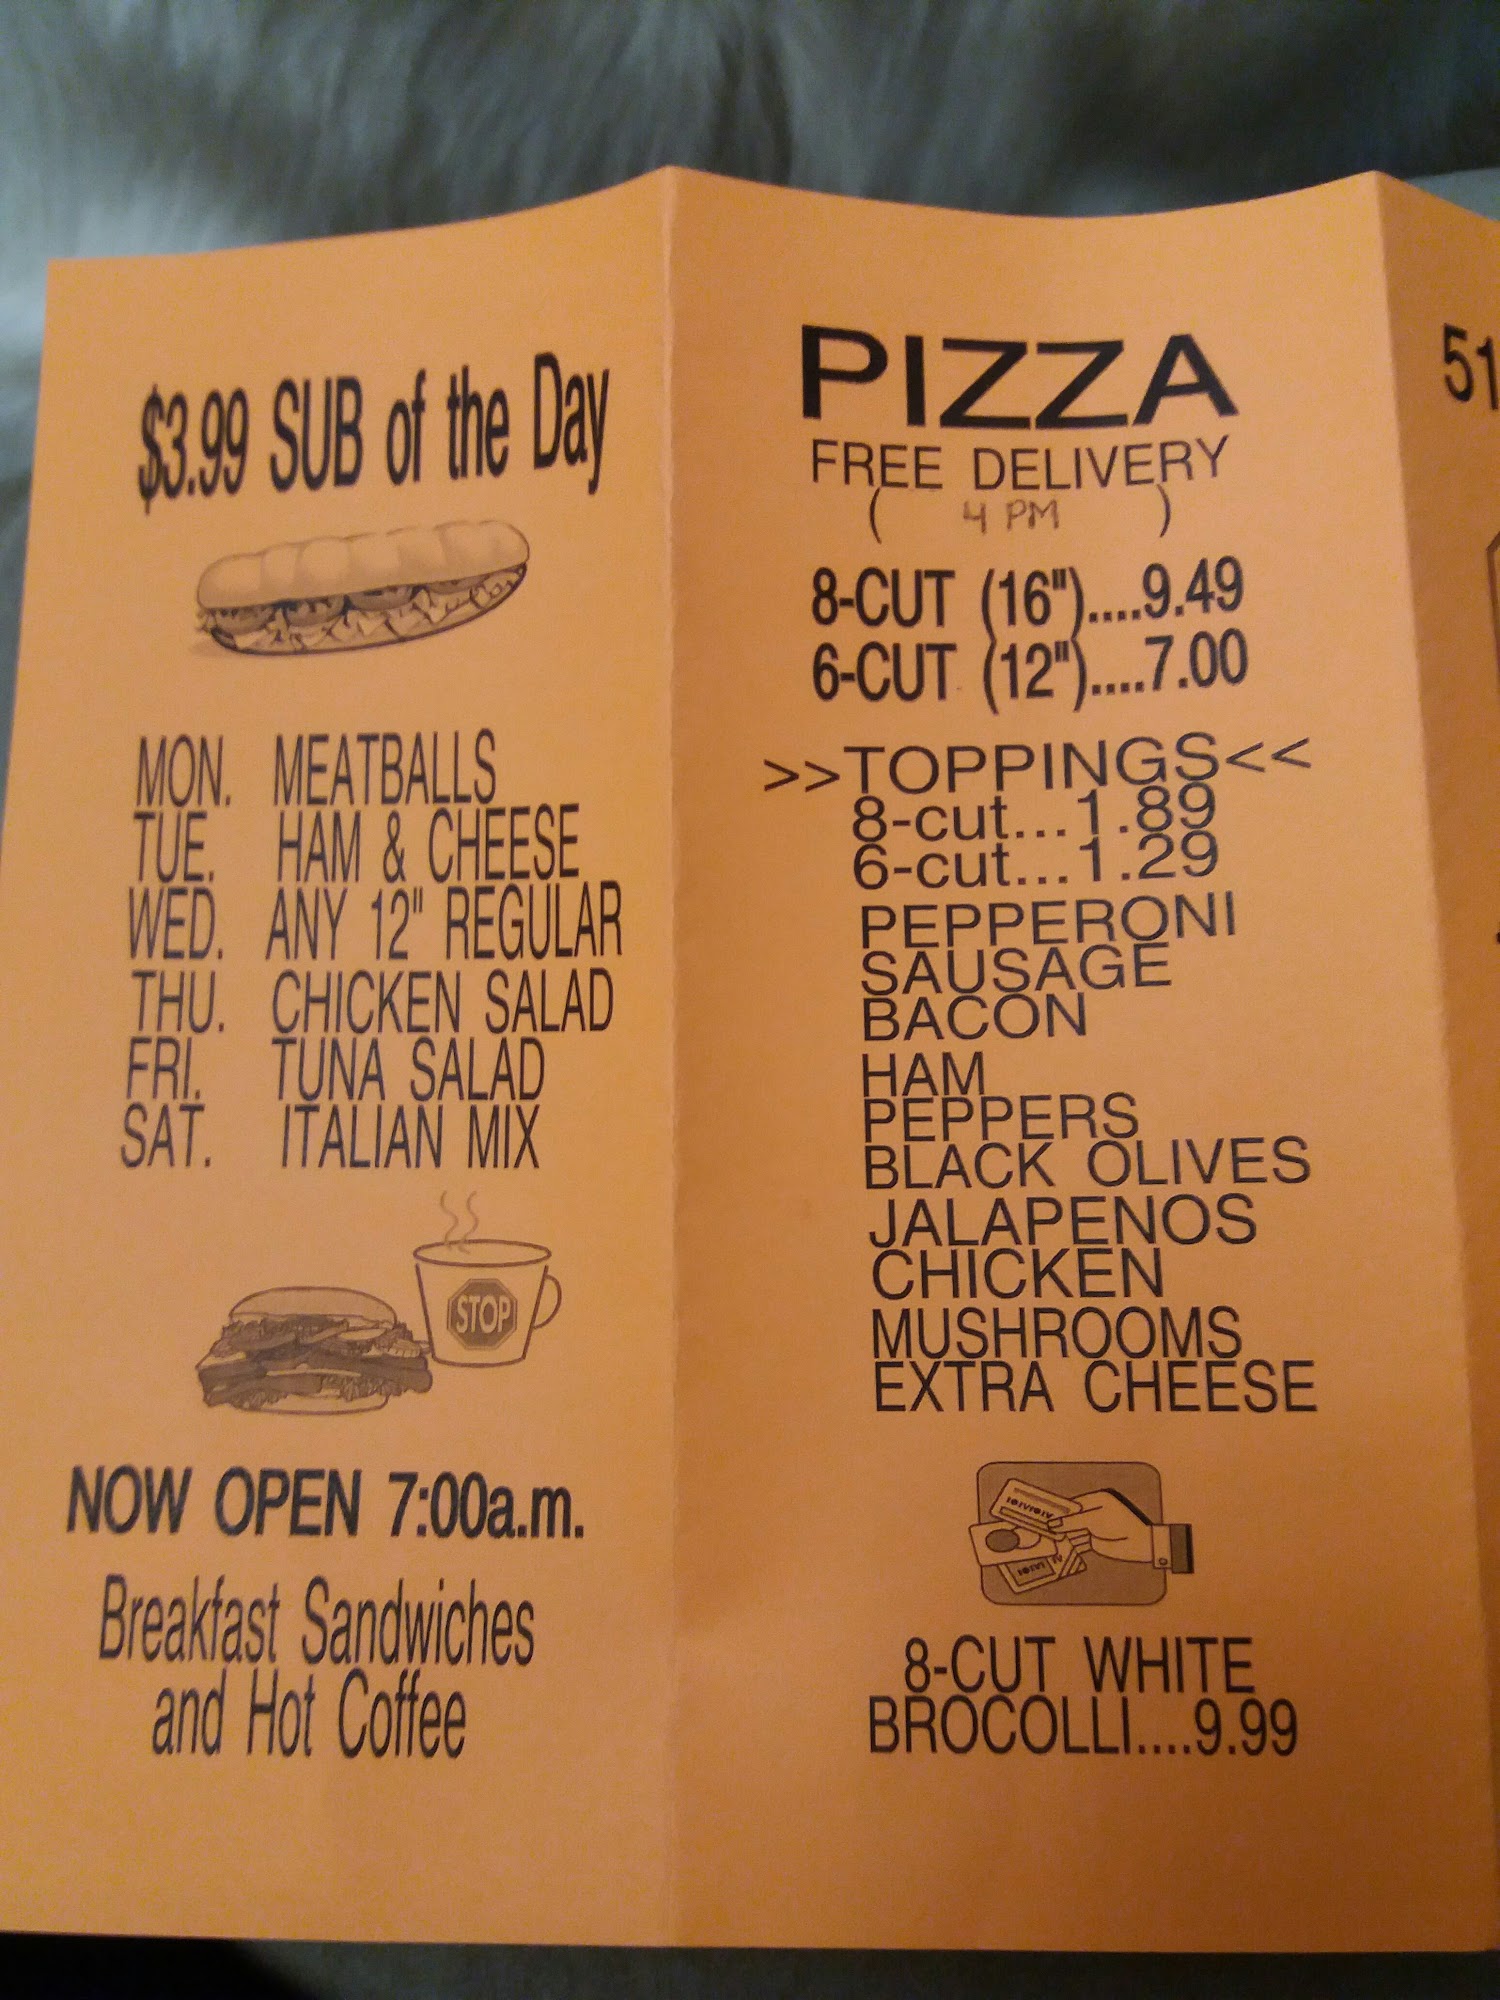 $3.99 SUB of the Day
MON. MEATBALLS
TUE. HAM & CHEESE
WED. ANY 12" REGULAR
THU. CHICKEN SALAD
FRI. TUNA SALAD
SAT. ITALIAN MIX
STOP
NOW OPEN 7:00a.m.
Breakfast Sandwiches
and Hot Coffee
PIZZA
FREE DELIVERY
( 4 PM )
8-CUT (16")....9.49
6-CUT (12")....7.00
>>TOPPINGS<<
8-cut...1.89
6-cut...1.29
PEPPERONI
SAUSAGE
BACON
HAM
PEPPERS
BLACK OLIVES
JALAPENOS
CHICKEN
MUSHROOMS
EXTRA CHEESE
8-CUT WHITE
BROCOLLI....9.99
51